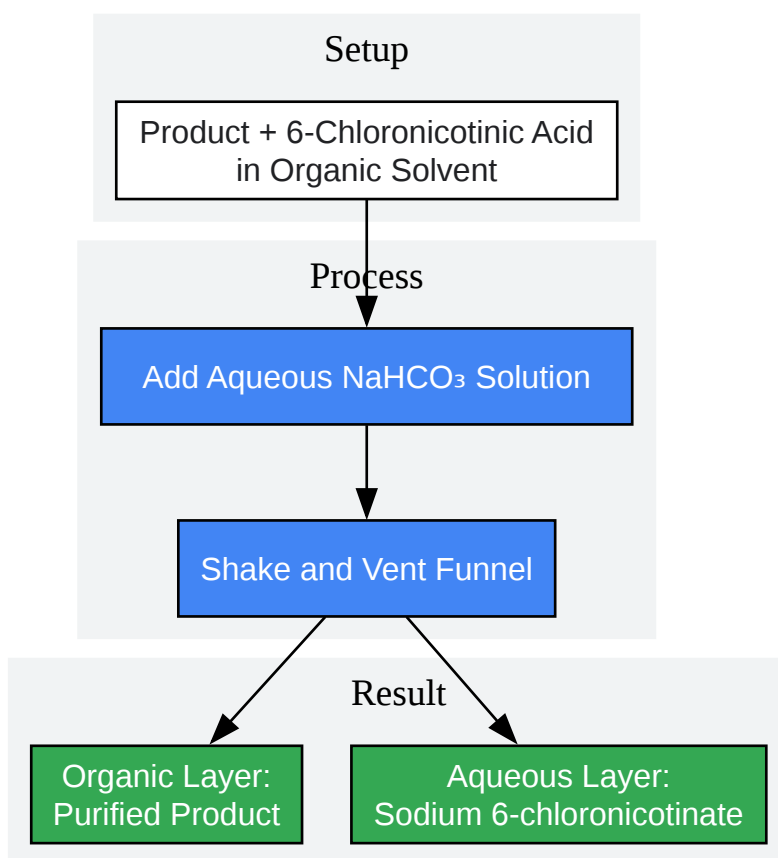 Setup
Product + 6-Chloronicotinic Acid
in Organic Solvent
Process
Add Aqueous NaHCO₃ Solution
Shake and Vent Funnel
Result
Organic Layer:
Purified Product
Aqueous Layer:
Sodium 6-chloronicotinate